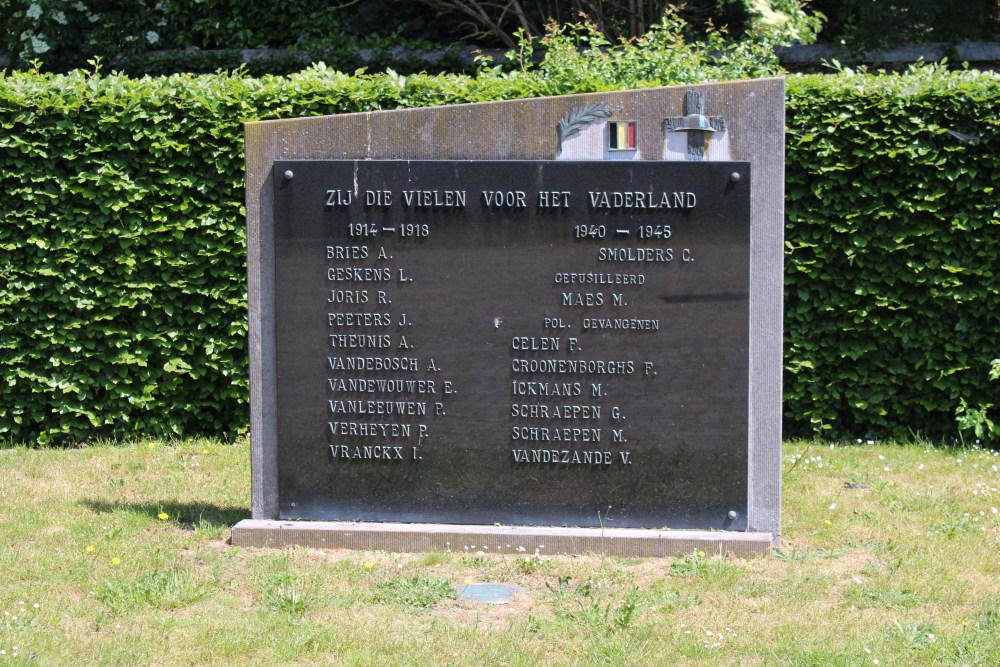 ZIJ DIE VIELEN VOOR HET VADERLAND
1914 - 1918
BRIES A.
GESKENS L.
JORIS R.
PEETERS J.
THEUNIS A.
VANDEBOSCH A.
VANDEWOUWER E.
VANLEEUWEN P.
VERHEYEN P.
VRANCKX I.
1940 - 1945
SMOLDERS C.
GEFUSILLEERD
MAES M.
POL. GEVANGENEN
CELEN F.
CROONENBORGHS F.
ICKMANS M.
SCHRAEPEN G.
SCHRAEPEN M.
VANDEZANDE V.